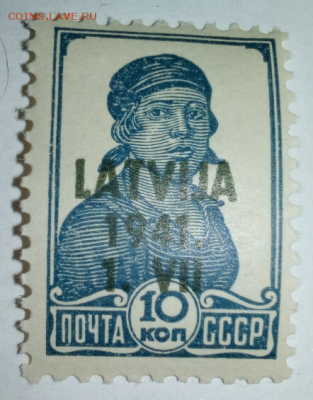 COINS.LAVE.RU
LATVIJA
1941.
1. VII
10
ПОЧТА КОП СССР